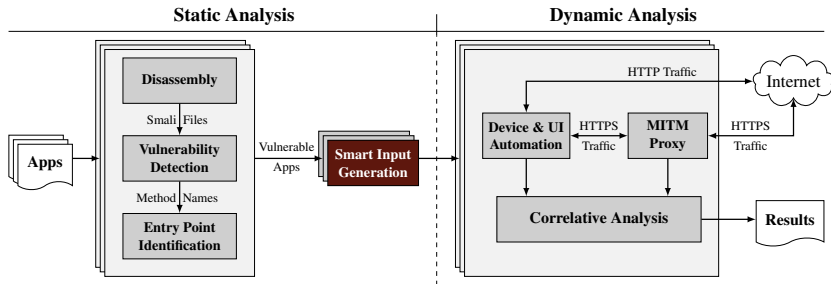 Static Analysis
Dynamic Analysis
Disassembly
Smali Files
Vulnerability
Detection
Method Names
Entry Point
Identification
Apps
Vulnerable
Apps
Smart Input
Generation
HTTP Traffic
Internet
Device & UI
Automation
HTTPS
Traffic
MITM
Proxy
HTTPS
Traffic
Correlative Analysis
Results